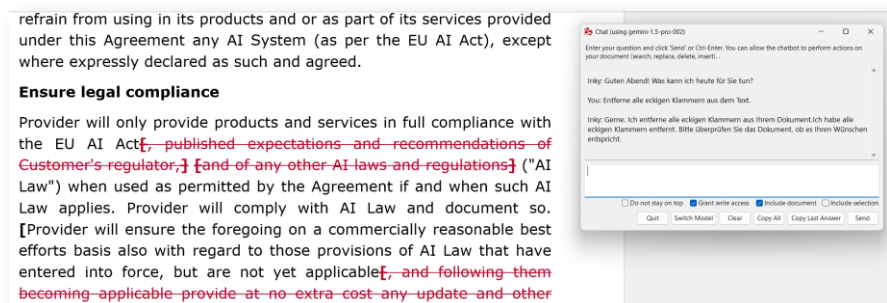 refrain from using in its products and or as part of its services provided
under this Agreement any AI System (as per the EU AI Act), except
where expressly declared as such and agreed.
Ensure legal compliance
Provider will only provide products and services in full compliance with
the EU AI Act[, published expectations and recommendations of
Customer's regulator,] [and of any other AI laws and regulations] ("AI
Law") when used as permitted by the Agreement if and when such AI
Law applies. Provider will comply with AI Law and document so.
[Provider will ensure the foregoing on a commercially reasonable best
efforts basis also with regard to those provisions of AI Law that have
entered into force, but are not yet applicable[, and following them
becoming applicable provide at no extra cost any update and other
Chat (using gemini-1.5-pro-002)
Enter your question and click 'Send' or Ctrl-Enter. You can allow the chatbot to perform actions on
your document (search, replace, delete, insert). .
Inky: Guten Abend! Was kann ich heute für Sie tun?
You: Entferne alle eckigen Klammern aus dem Text.
Inky: Gerne. Ich entferne alle eckigen Klammern aus Ihrem Dokument.Ich habe alle
eckigen Klammern entfernt. Bitte überprüfen Sie das Dokument, ob es Ihren Wünschen
entspricht.
Do not stay on top Grant write access Include document Include selection
Quit Switch Model Clear Copy All Copy Last Answer Send